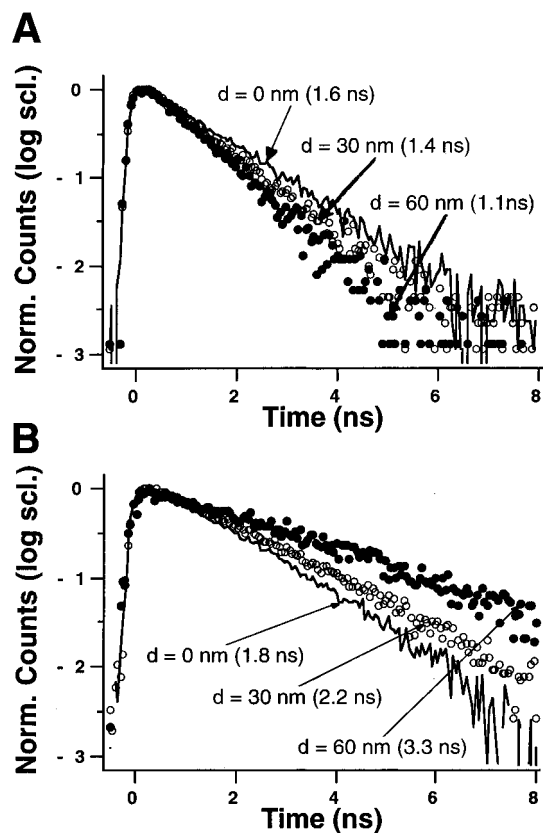 A
Norm. Counts (log scl.)
0
- 1
- 2
- 3
d = 0 nm (1.6 ns)
d = 30 nm (1.4 ns)
d = 60 nm (1.1ns)
0
2
4
6
8
Time (ns)
B
Norm. Counts (log scl.)
0
- 1
- 2
- 3
d = 0 nm (1.8 ns)
d = 30 nm (2.2 ns)
d = 60 nm (3.3 ns)
0
2
4
6
8
Time (ns)